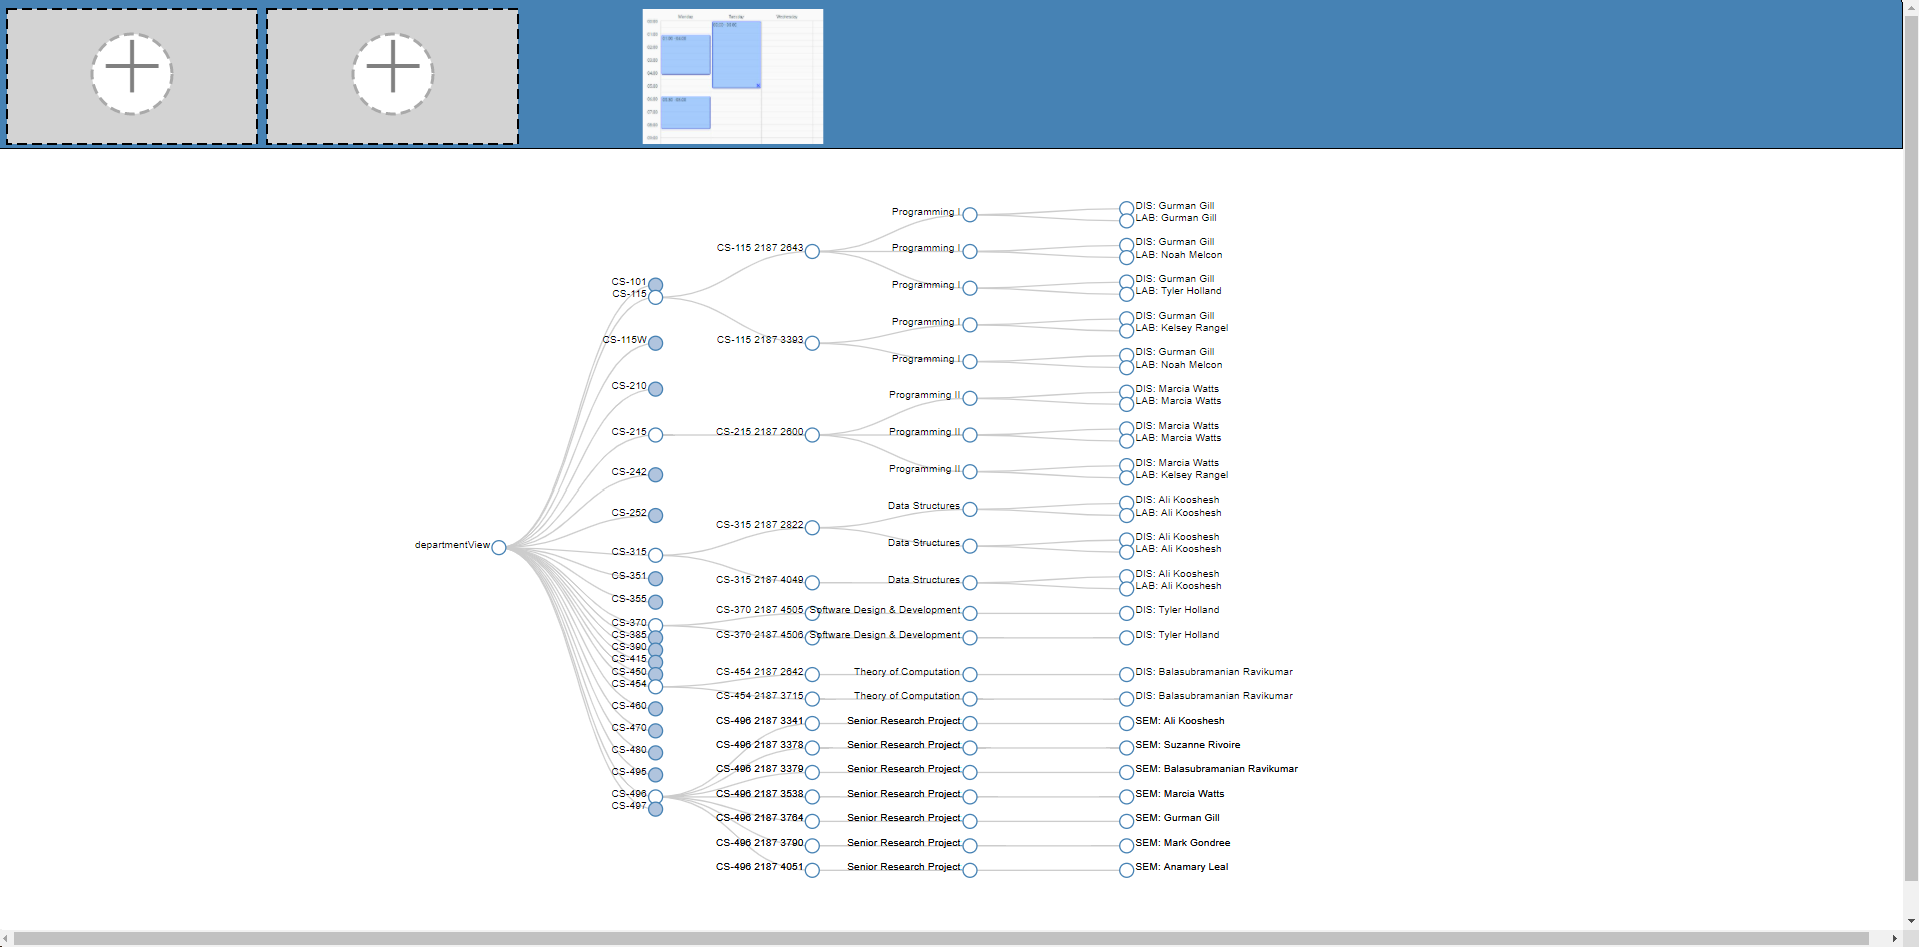 Monday Tuesday Wednesday
Programming I
DIS: Gurman Gill
LAB: Gurman Gill
CS-115 2187 2643
Programming I
DIS: Gurman Gill
LAB: Noah Melcon
CS-101
CS-115
Programming I
DIS: Gurman Gill
LAB: Tyler Holland
Programming I
DIS: Gurman Gill
LAB: Kelsey Rangel
CS-115W
CS-115 2187 3393
Programming I
DIS: Gurman Gill
LAB: Noah Melcon
CS-210
Programming II
DIS: Marcia Watts
LAB: Marcia Watts
CS-215
CS-215 2187 2600
Programming II
DIS: Marcia Watts
LAB: Marcia Watts
CS-242
Programming II
DIS: Marcia Watts
LAB: Kelsey Rangel
CS-252
Data Structures
DIS: Ali Kooshesh
LAB: Ali Kooshesh
CS-315 2187 2822
departmentView
CS-315
Data Structures
DIS: Ali Kooshesh
LAB: Ali Kooshesh
CS-351
CS-315 2187 4049
Data Structures
DIS: Ali Kooshesh
LAB: Ali Kooshesh
CS-355
CS-370 2187 4505
Software Design & Development
DIS: Tyler Holland
CS-370
CS-385
CS-370 2187 4506
Software Design & Development
DIS: Tyler Holland
CS-390
CS-415
CS-450
CS-454
CS-454 2187 2642
Theory of Computation
DIS: Balasubramanian Ravikumar
CS-454 2187 3715
Theory of Computation
DIS: Balasubramanian Ravikumar
CS-460
CS-496 2187 3341
Senior Research Project
SEM: Ali Kooshesh
CS-470
CS-496 2187 3378
Senior Research Project
SEM: Suzanne Rivoire
CS-480
CS-496 2187 3379
Senior Research Project
SEM: Balasubramanian Ravikumar
CS-495
CS-496
CS-496 2187 3538
Senior Research Project
SEM: Marcia Watts
CS-497
CS-496 2187 3764
Senior Research Project
SEM: Gurman Gill
CS-496 2187 3790
Senior Research Project
SEM: Mark Gondree
CS-496 2187 4051
Senior Research Project
SEM: Anamary Leal